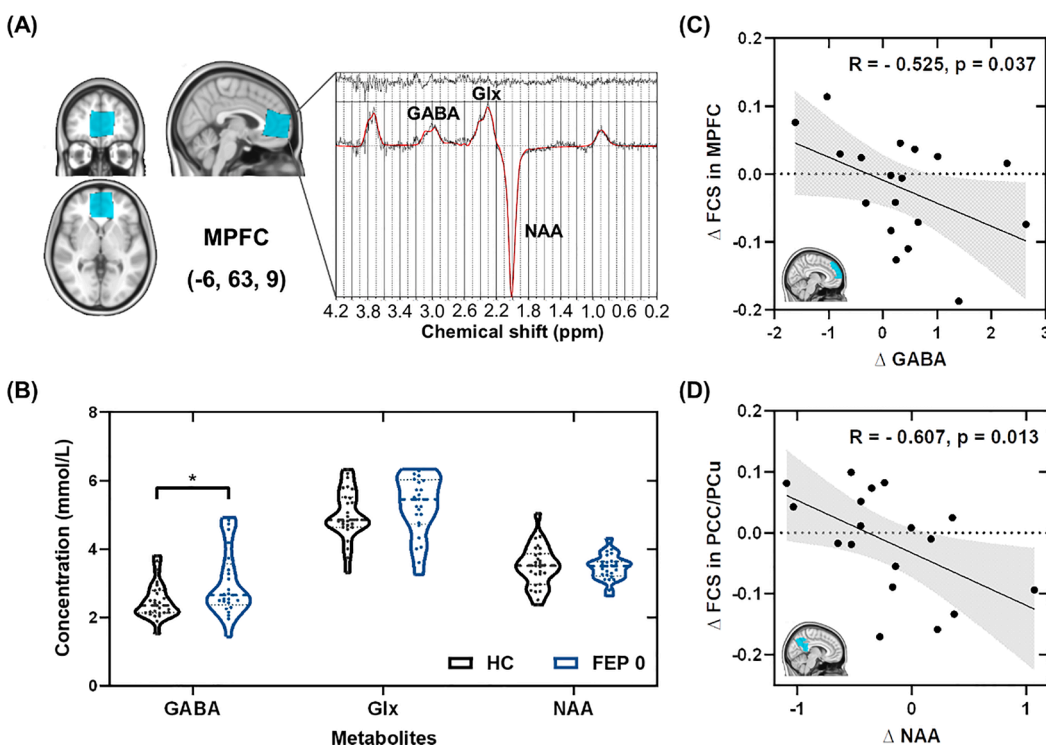 (A)
Glx
GABA
NAA
MPFC
(-6, 63, 9)
4.2 3.8 3.4 3.0 2.6 2.2 1.8 1.4 1.0 0.6 0.2
Chemical shift (ppm)
(B)
Concentration (mmol/L)
8
6
4
2
0
*
HC FEP 0
GABA Glx NAA
Metabolites
(C)
Δ FCS in MPFC
0.2
0.1
0.0
-0.1
-0.2
R = - 0.525, p = 0.037
-2 -1 0 1 2 3
Δ GABA
(D)
Δ FCS in PCC/PCu
0.2
0.1
0.0
-0.1
-0.2
R = - 0.607, p = 0.013
-1 0 1
Δ NAA